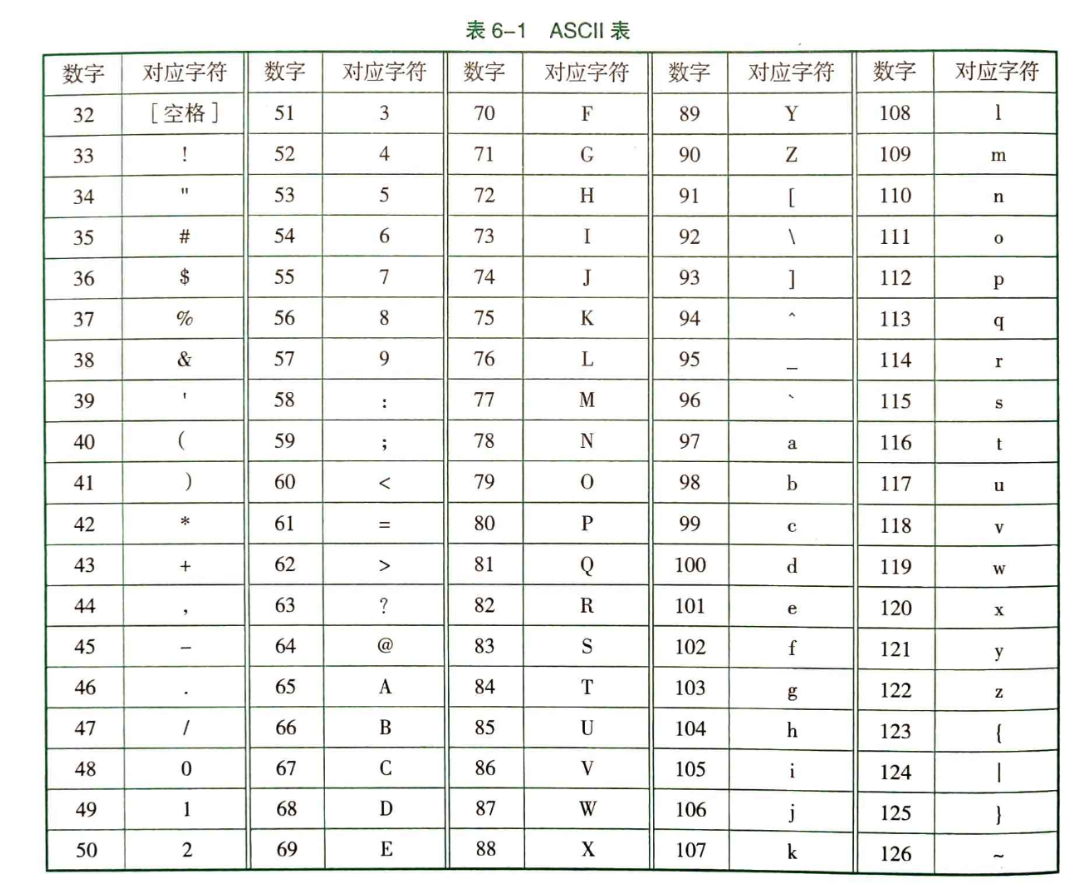 表 6–1 ASCII 表
数字 对应字符 数字 对应字符 数字 对应字符 数字 对应字符 数字 对应字符
32 [空格] 51 3 70 F 89 Y 108 l
33 ! 52 4 71 G 90 Z 109 m
34 " 53 5 72 H 91 [ 110 n
35 # 54 6 73 I 92 \ 111 o
36 $ 55 7 74 J 93 ] 112 p
37 % 56 8 75 K 94 ^ 113 q
38 & 57 9 76 L 95 _ 114 r
39 ' 58 : 77 M 96 ` 115 s
40 ( 59 ; 78 N 97 a 116 t
41 ) 60 < 79 O 98 b 117 u
42 * 61 = 80 P 99 c 118 v
43 + 62 > 81 Q 100 d 119 w
44 , 63 ? 82 R 101 e 120 x
45 – 64 @ 83 S 102 f 121 y
46 . 65 A 84 T 103 g 122 z
47 / 66 B 85 U 104 h 123 {
48 0 67 C 86 V 105 i 124 |
49 1 68 D 87 W 106 j 125 }
50 2 69 E 88 X 107 k 126 ~